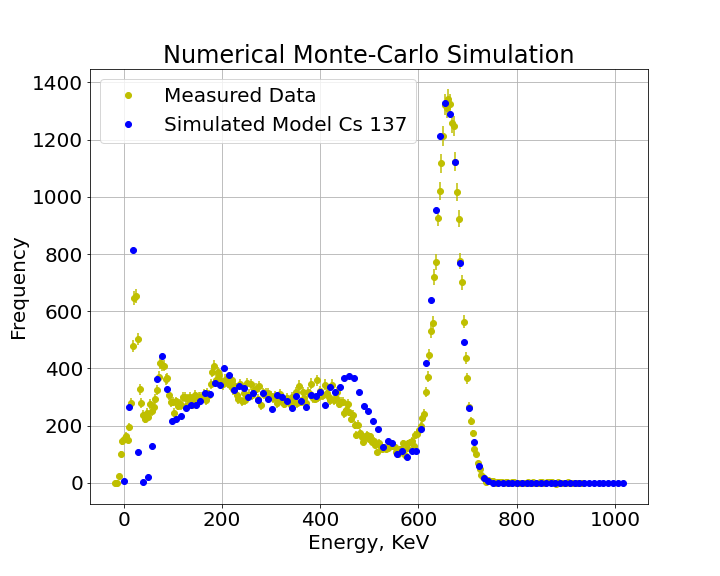 Numerical Monte-Carlo Simulation
Measured Data
Simulated Model Cs 137
Frequency
1400
1200
1000
800
600
400
200
0
0 200 400 600 800 1000
Energy, KeV